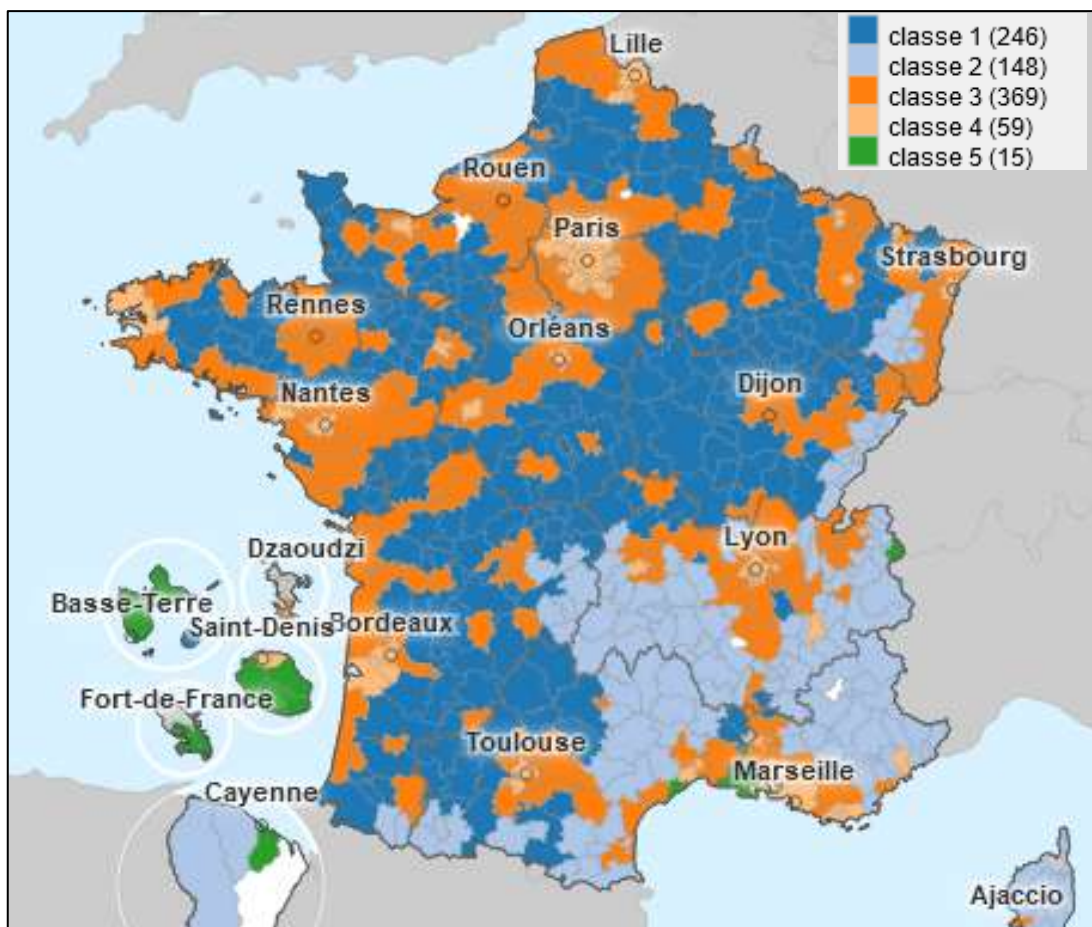 classe 1 (246)
classe 2 (148)
classe 3 (369)
classe 4 (59)
classe 5 (15)
Lille
Rouen
Paris
Strasbourg
Rennes
Orléans
Nantes
Dijon
Lyon
Dzaoudzi
Basse-Terre
Saint-Denis
Bordeaux
Fort-de-France
Toulouse
Marseille
Cayenne
Ajaccio